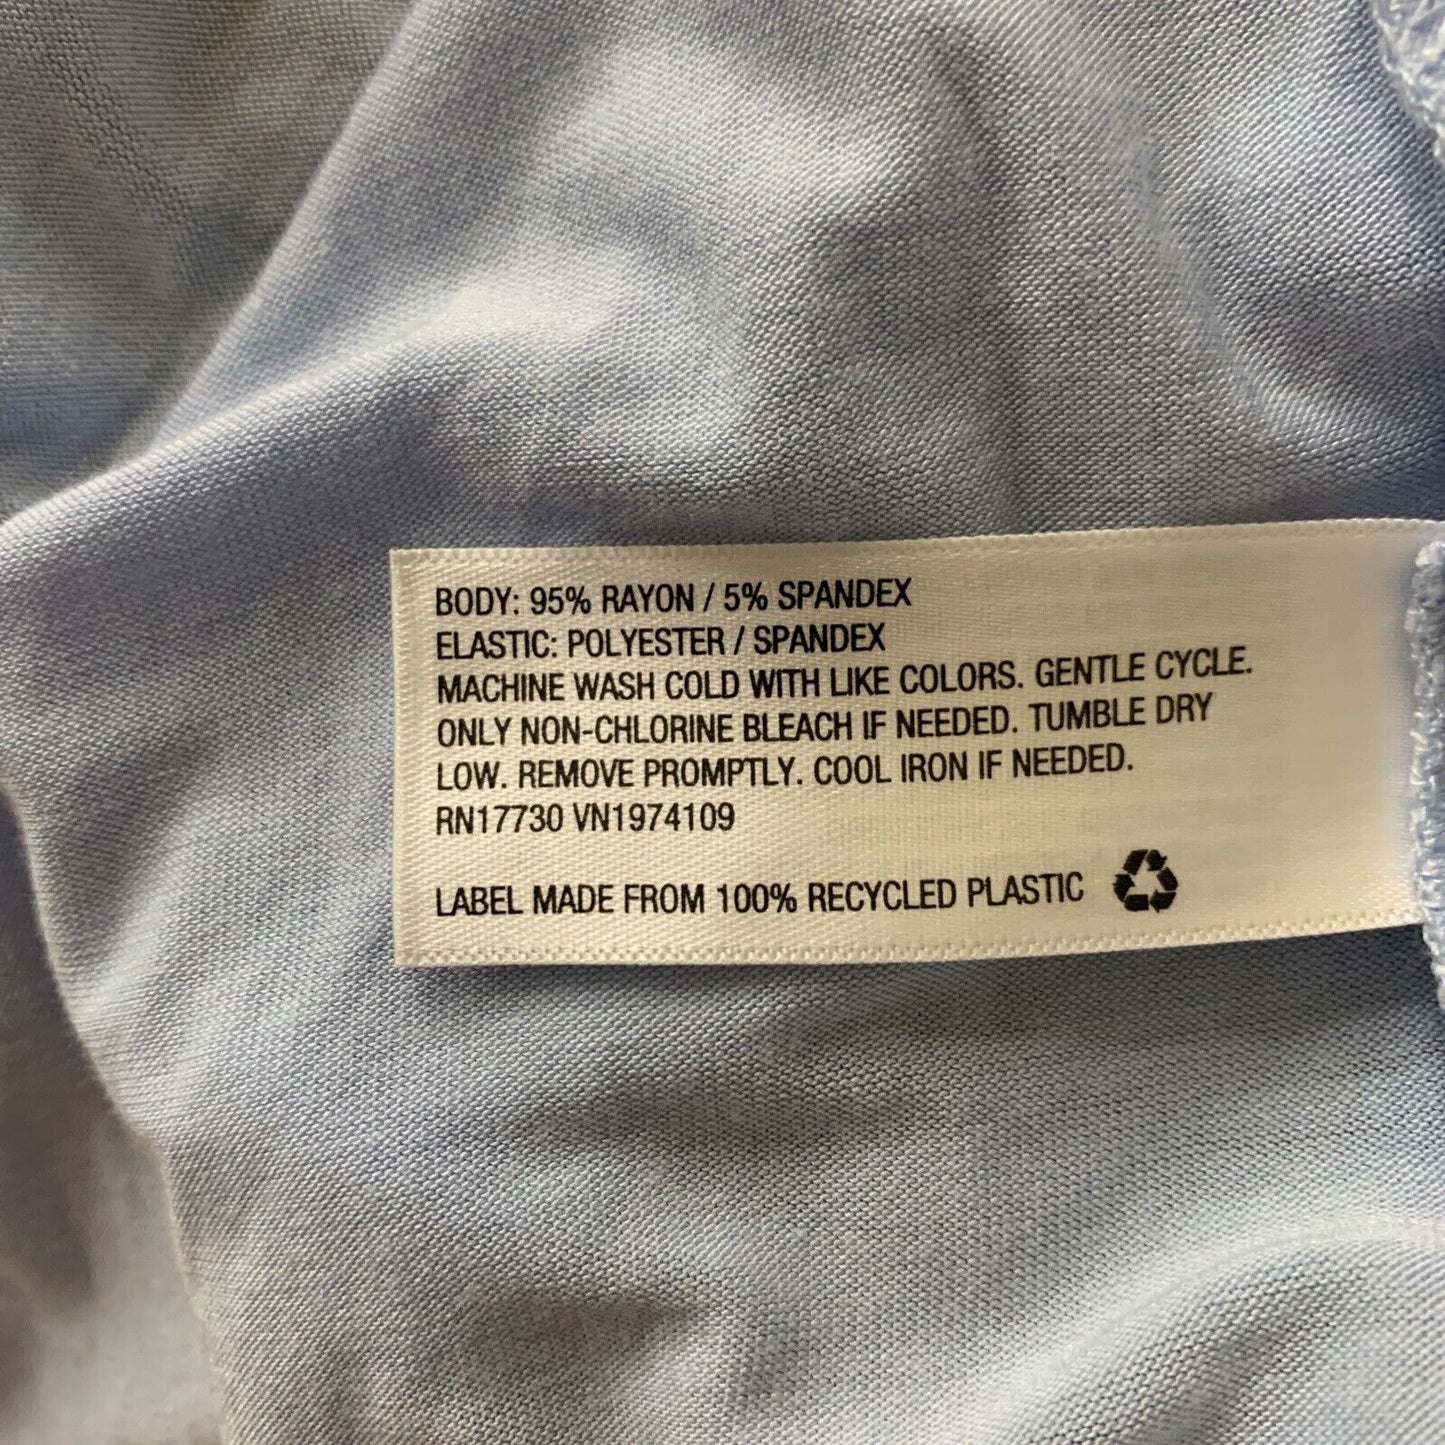 BODY: 95% RAYON / 5% SPANDEX
ELASTIC: POLYESTER / SPANDEX
MACHINE WASH COLD WITH LIKE COLORS. GENTLE CYCLE.
ONLY NON-CHLORINE BLEACH IF NEEDED. TUMBLE DRY
LOW. REMOVE PROMPTLY. COOL IRON IF NEEDED.
RN17730 VN1974109
LABEL MADE FROM 100% RECYCLED PLASTIC